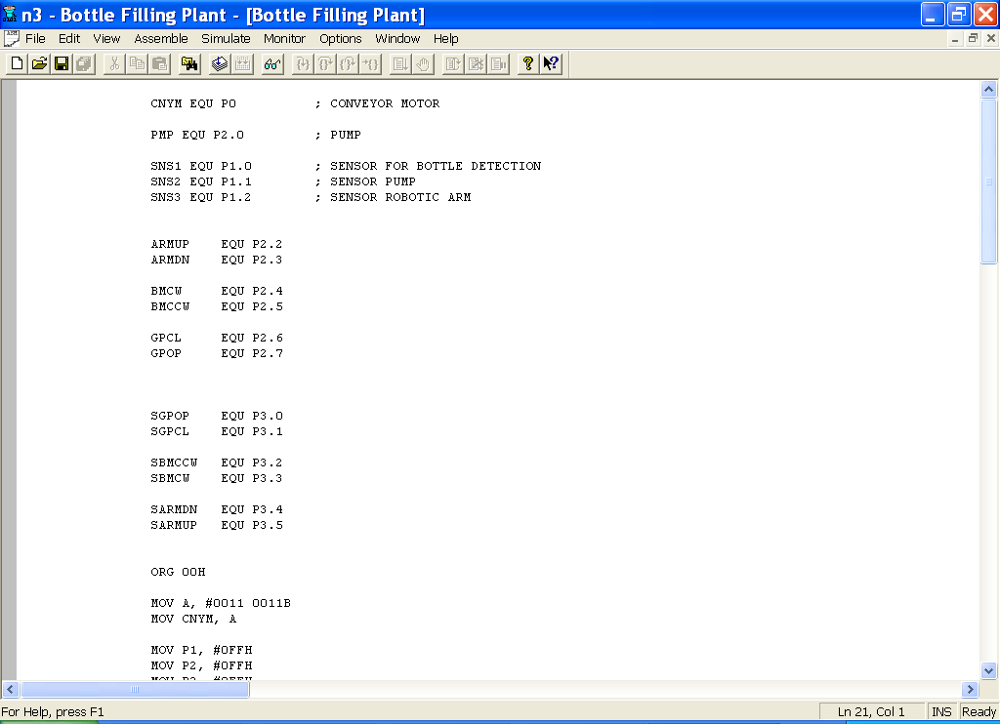 n3 - Bottle Filling Plant - [Bottle Filling Plant]
File Edit View Assemble Simulate Monitor Options Window Help
CNYM EQU P0 ; CONVEYOR MOTOR
PMP EQU P2.0 ; PUMP
SNS1 EQU P1.0 ; SENSOR FOR BOTTLE DETECTION
SNS2 EQU P1.1 ; SENSOR PUMP
SNS3 EQU P1.2 ; SENSOR ROBOTIC ARM
ARMUP EQU P2.2
ARMDN EQU P2.3
BMCW EQU P2.4
BMCCW EQU P2.5
GPCL EQU P2.6
GPOP EQU P2.7
SGPOP EQU P3.0
SGPCL EQU P3.1
SBMCCW EQU P3.2
SBMCW EQU P3.3
SARMDN EQU P3.4
SARMUP EQU P3.5
ORG 00H
MOV A, #0011 0011B
MOV CNYM, A
MOV P1, #0FFH
MOV P2, #0FFH
For Help, press F1 Ln 21, Col 1 INS Ready